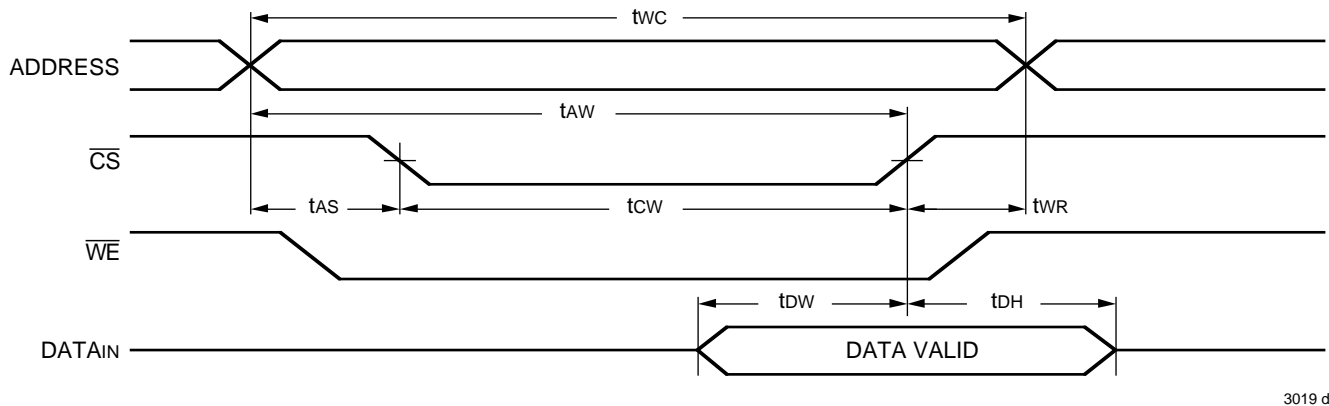 tWC
ADDRESS
tAW
CS
tAS
tCW
tWR
WE
tDW
tDH
DATAIN
DATA VALID
3019 d